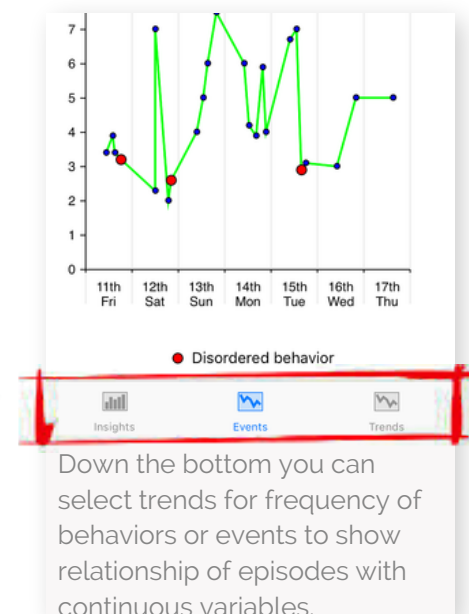 7
6
5
4
3
2
1
0
11th 12th 13th 14th 15th 16th 17th
Fri Sat Sun Mon Tue Wed Thu
Disordered behavior
Insights Events Trends
Down the bottom you can
select trends for frequency of
behaviors or events to show
relationship of episodes with
continuous variables.